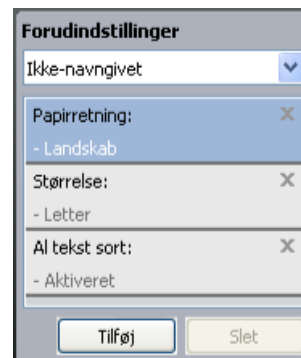 Forudindstillinger
Ikke-navngivet
Papirretning:
- Landskab
Størrelse:
- Letter
Al tekst sort:
- Aktiveret
Tilføj
Slet